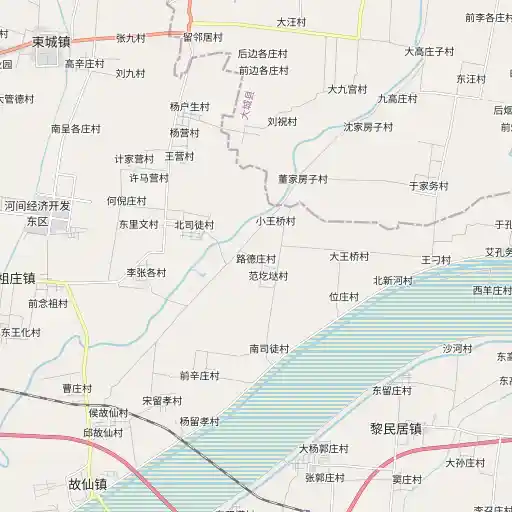 大汪村
前李各庄村
束城镇
张九村
留邻居村
大高庄子村
后边各庄村
高辛庄村
刘九村
前边各庄村
东汪村
大管德村
杨户生村
大城县
大九宫村
九高庄村
南呈各庄村
杨营村
刘祝村
沈家房子村
计家营村
王营村
许马营村
董家房子村
于家务村
河间经济开发
东区
何倪庄村
东里文村
北司徒村
小王桥村
路德庄村
大王桥村
王刁村
祖庄镇
李张各村
范圪垯村
北新河村
前念祖村
位庄村
西羊庄村
东王化村
南司徒村
沙河村
曹庄村
前辛庄村
东留庄村
宋留孝村
侯故仙村
杨留孝村
邱故仙村
黎民居镇
大杨郭庄村
大孙庄村
故仙镇
张郭庄村
窦庄村
李召庄村